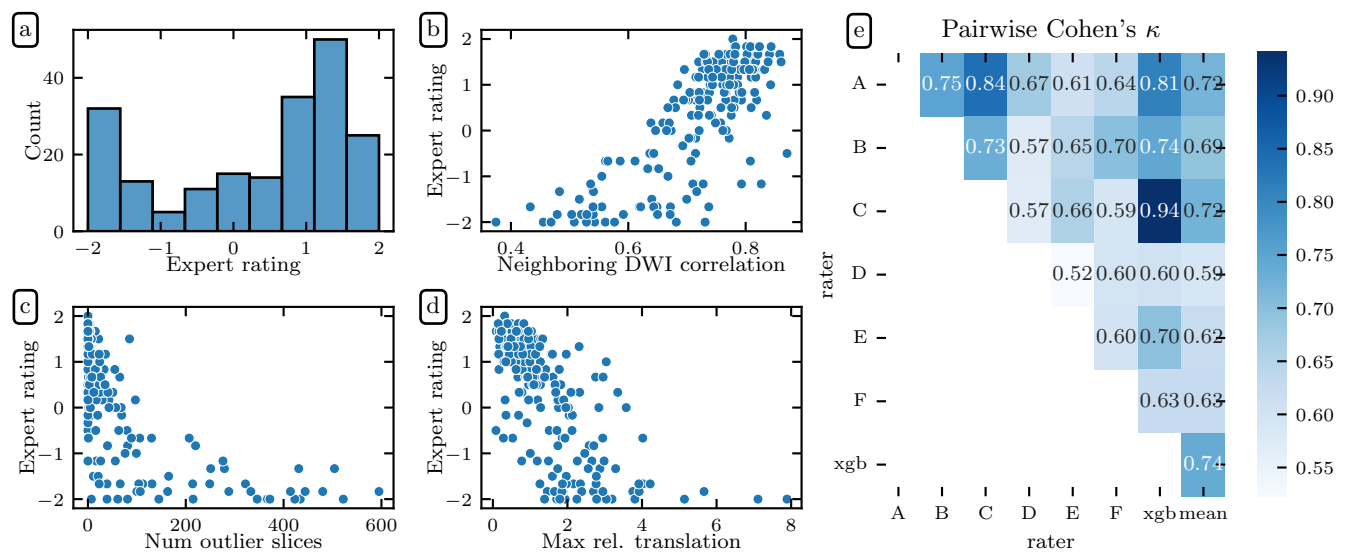 a
Count
40
20
0
−2 −1 0 1 2
Expert rating
b
Expert rating
2
1
0
−1
−2
0.4 0.6 0.8
Neighboring DWI correlation
c
Expert rating
2
1
0
−1
−2
0 200 400 600
Num outlier slices
d
Expert rating
2
1
0
−1
−2
0 2 4 6 8
Max rel. translation
e
Pairwise Cohen's κ
rater
A 0.75 0.84 0.67 0.61 0.64 0.81 0.72
B 0.73 0.57 0.65 0.70 0.74 0.69
C 0.57 0.66 0.59 0.94 0.72
D 0.52 0.60 0.60 0.59
E 0.60 0.70 0.62
F 0.63 0.63
xgb 0.74
A B C D E F xgb mean
rater
0.90
0.85
0.80
0.75
0.70
0.65
0.60
0.55